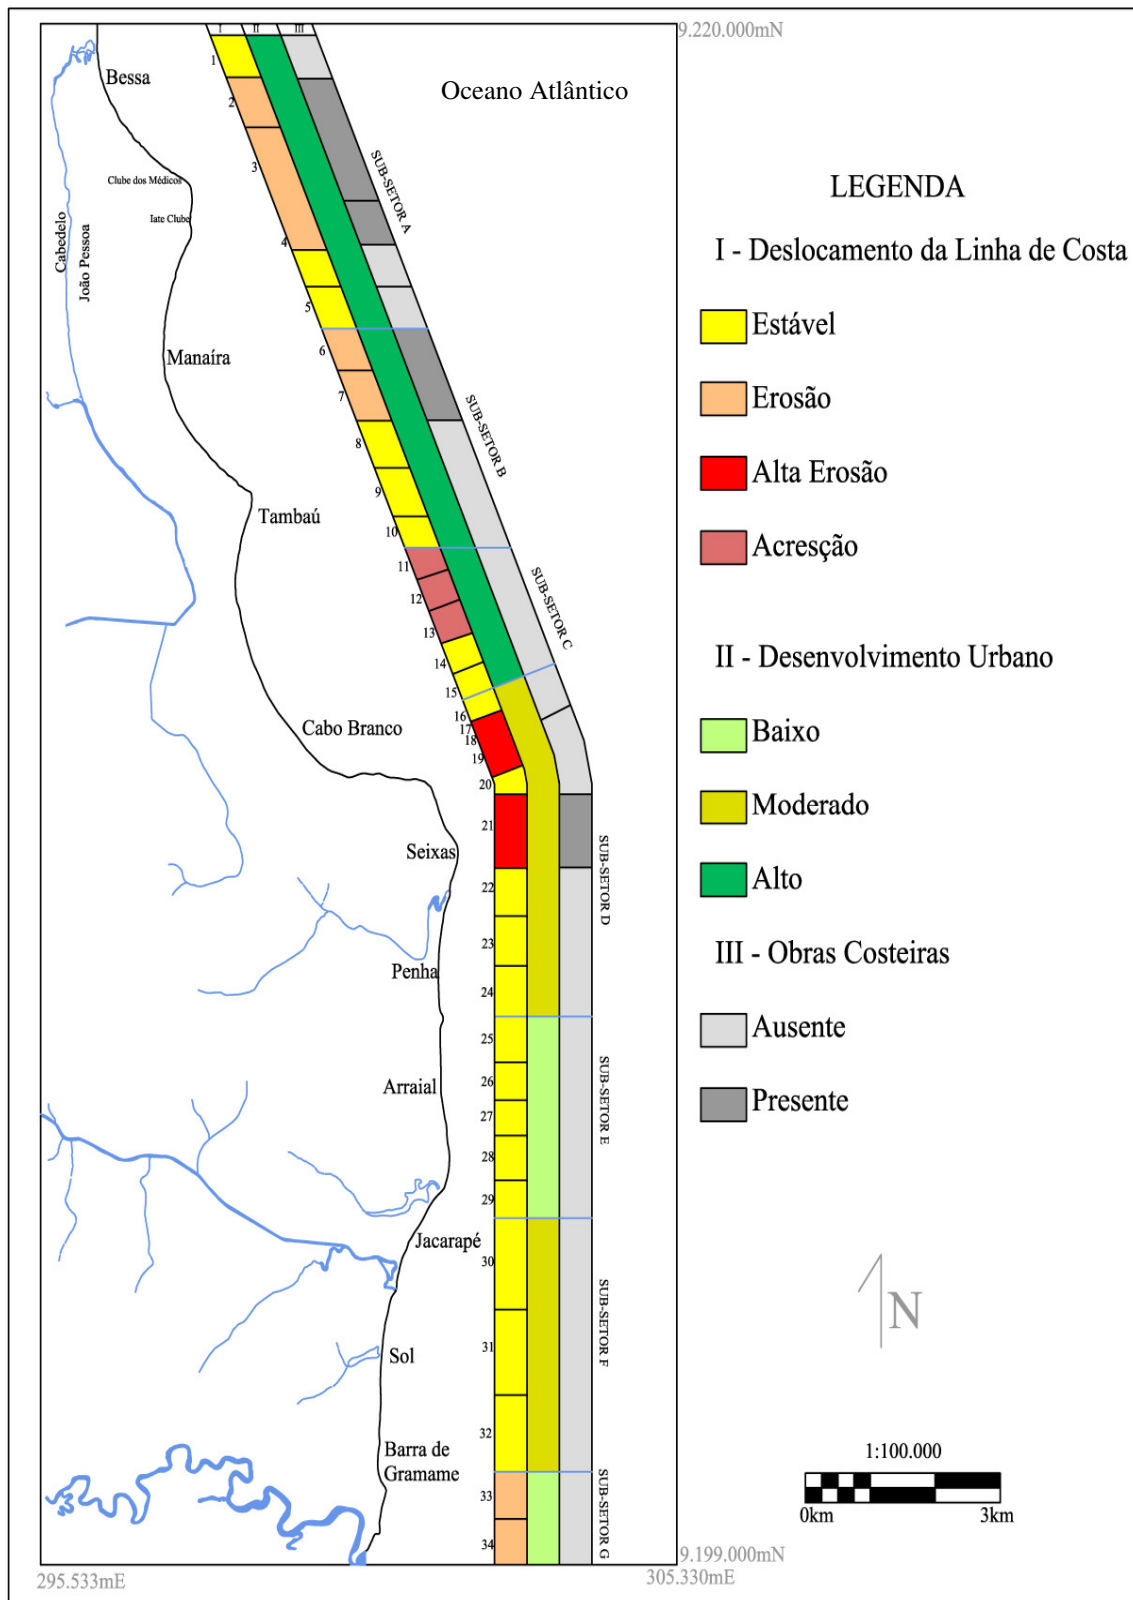 9.220.000mN
I II III
Oceano Atlântico
Bessa
Clube dos Médicos
Iate Clube
Cabedelo
João Pessoa
Manaíra
Tambaú
Cabo Branco
Seixas
Penha
Arraial
Jacarapé
Sol
Barra de
Gramame
1
2
3
4
5
6
7
8
9
10
11
12
13
14
15
16
17
18
19
20
21
22
23
24
25
26
27
28
29
30
31
32
33
34
SUB-SETOR A
SUB-SETOR B
SUB-SETOR C
SUB-SETOR D
SUB-SETOR E
SUB-SETOR F
SUB-SETOR G
LEGENDA
I - Deslocamento da Linha de Costa
Estável
Erosão
Alta Erosão
Acresção
II - Desenvolvimento Urbano
Baixo
Moderado
Alto
III - Obras Costeiras
Ausente
Presente
N
1:100.000
0km 3km
9.199.000mN
295.533mE
305.330mE